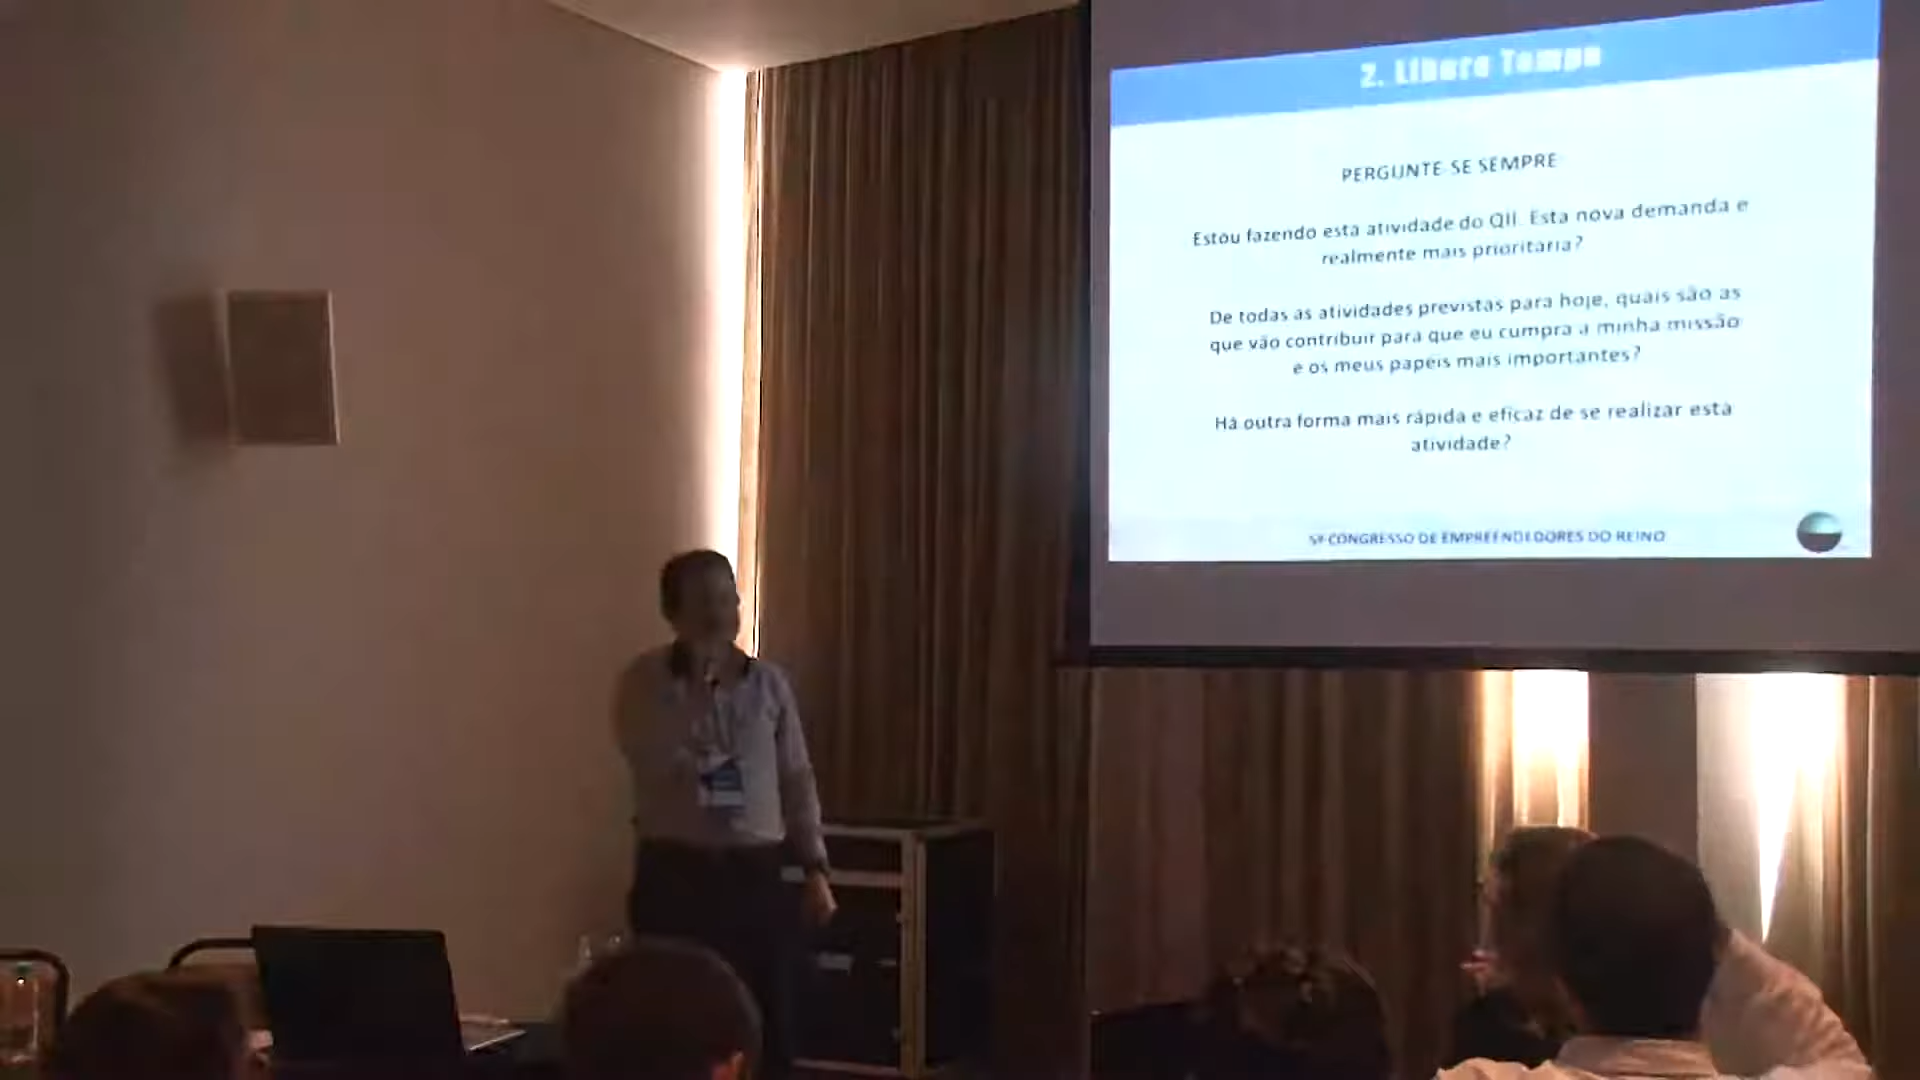 2. Libere Tempo
PERGUNTE-SE SEMPRE
Estou fazendo esta atividade do QII. Esta nova demanda é
realmente mais prioritária?
De todas as atividades previstas para hoje, quais são as
que vão contribuir para que eu cumpra a minha missão
e os meus papéis mais importantes?
Há outra forma mais rápida e eficaz de se realizar esta
atividade?
5º CONGRESSO DE EMPREENDEDORES DO REINO